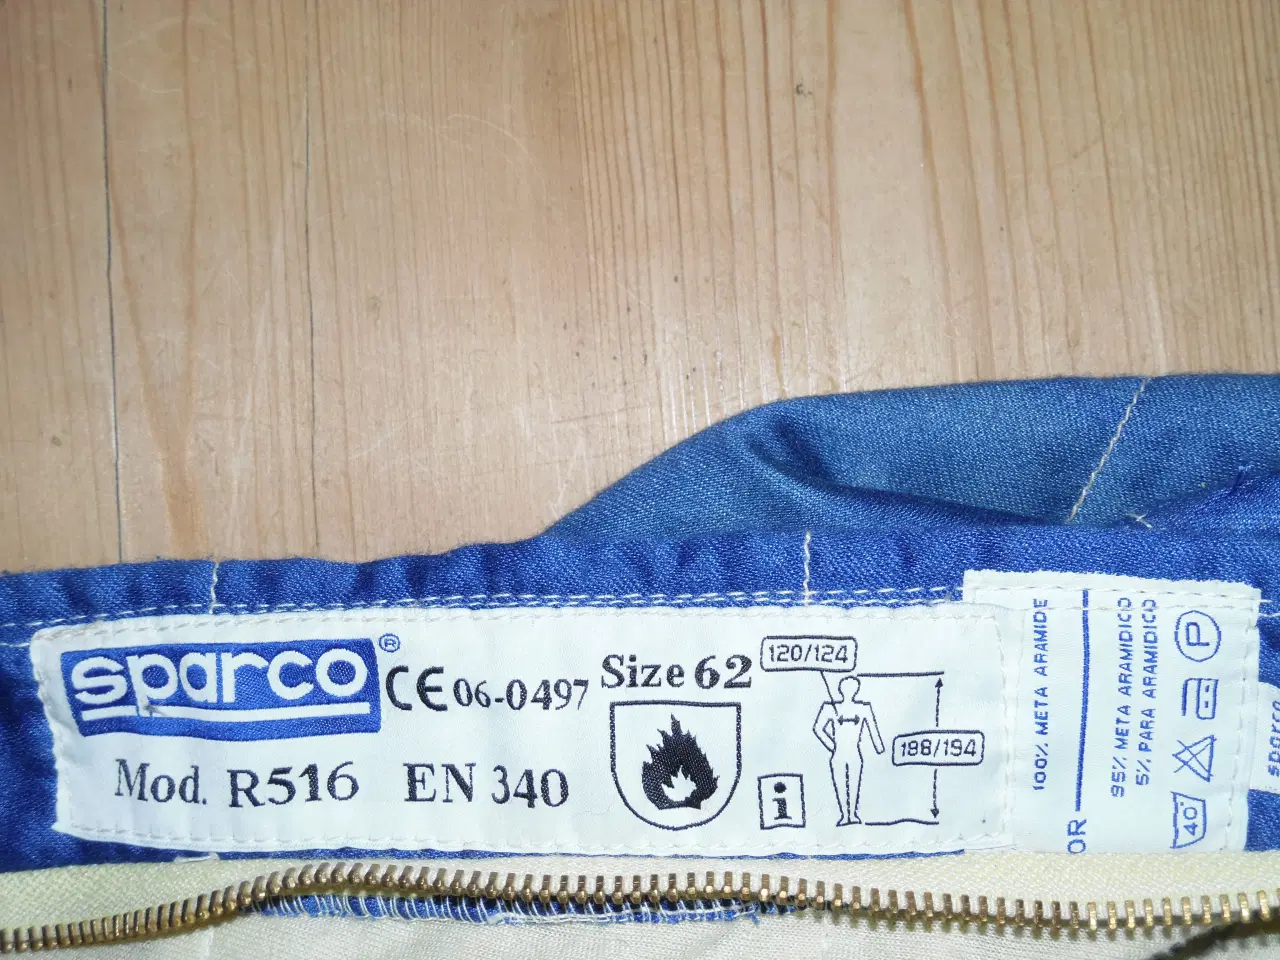 sparco®
CE 06-0497
Size 62
120/124
188/194
Mod. R516 EN 340
i
100% META ARAMIDE
OR
95% META ARAMIDICO
5% PARA ARAMIDICO
P
40°
sparco